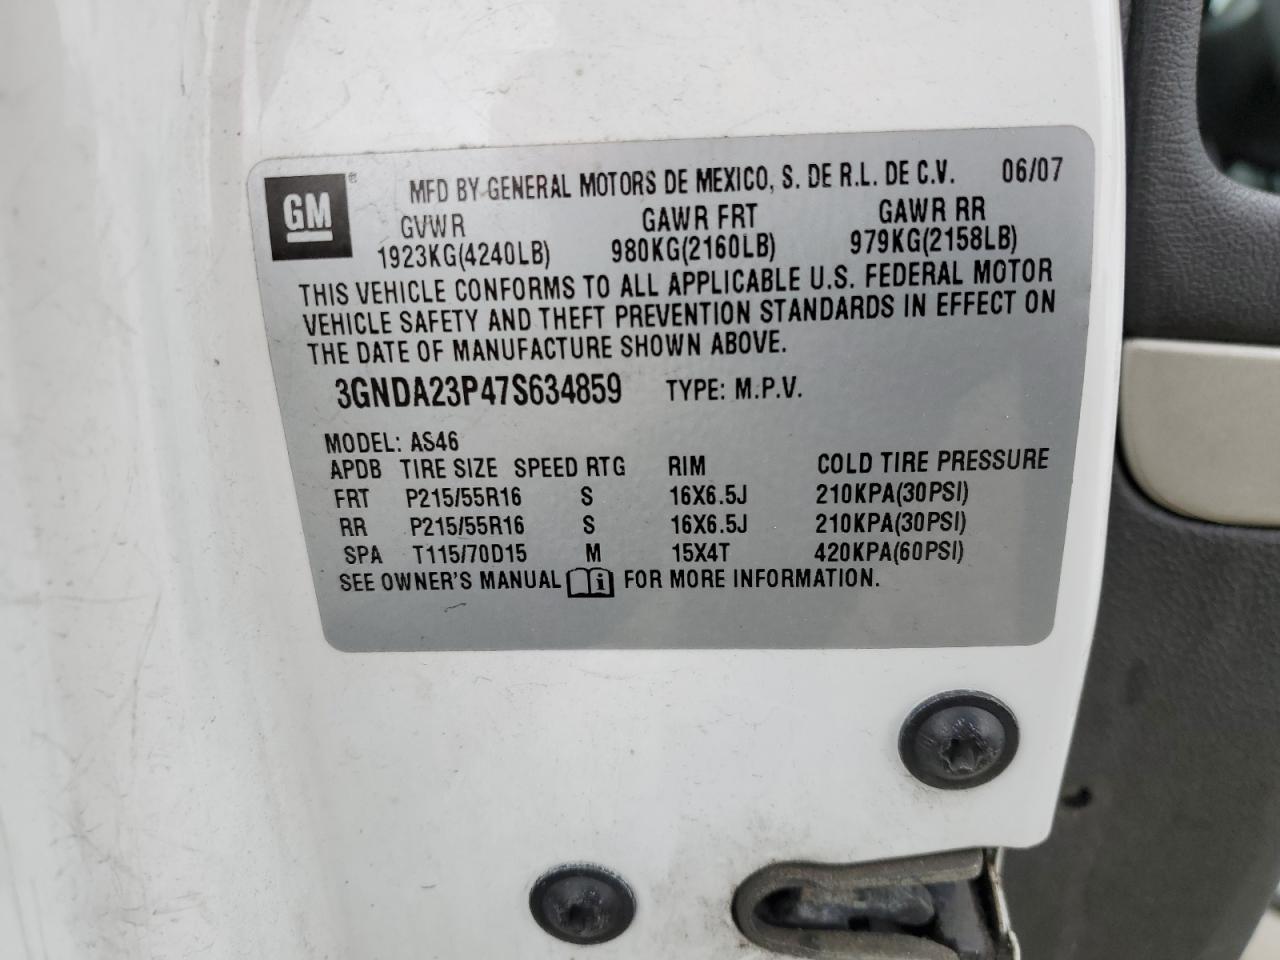 GM® MFD BY GENERAL MOTORS DE MEXICO, S. DE R.L. DE C.V. 06/07
GVWR GAWR FRT GAWR RR
1923KG(4240LB) 980KG(2160LB) 979KG(2158LB)
THIS VEHICLE CONFORMS TO ALL APPLICABLE U.S. FEDERAL MOTOR
VEHICLE SAFETY AND THEFT PREVENTION STANDARDS IN EFFECT ON
THE DATE OF MANUFACTURE SHOWN ABOVE.
3GNDA23P47S634859 TYPE: M.P.V.
MODEL: AS46
APDB TIRE SIZE SPEED RTG RIM COLD TIRE PRESSURE
FRT P215/55R16 S 16X6.5J 210KPA(30PSI)
RR P215/55R16 S 16X6.5J 210KPA(30PSI)
SPA T115/70D15 M 15X4T 420KPA(60PSI)
SEE OWNER'S MANUAL i FOR MORE INFORMATION.